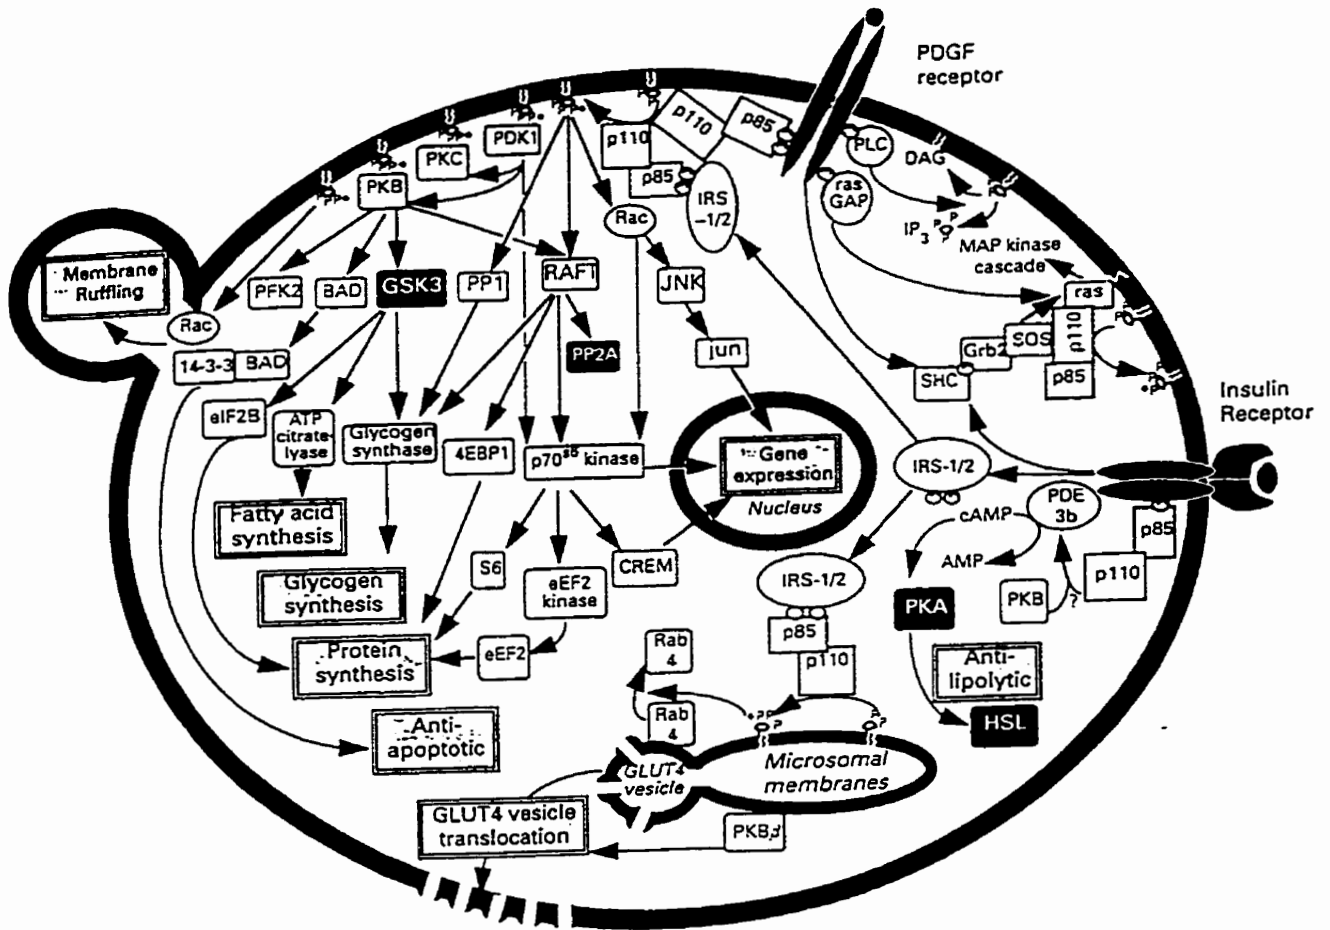 PDGF
receptor
p110
p85
PDK1
p110
PLC
DAG
PKC
p85
PKB
IRS
-1/2
ras
GAP
Rac
IP3
MAP kinase
cascade
Membrane
Ruffling
PFK2
BAD
GSK3
PP1
RAF1
JNK
ras
Rac
p110
SOS
Grb2
14-3-3
BAD
PP2A
jun
SHC
p85
Insulin
Receptor
eIF2B
ATP
citrate-
lyase
Glycogen
synthase
4EBP1
p70s6 kinase
Gene
expression
Nucleus
IRS-1/2
PDE
3b
cAMP
p85
Fatty acid
synthesis
AMP
p110
Glycogen
synthesis
S6
eEF2
kinase
CREM
IRS-1/2
PKA
PKB
?
p85
Protein
synthesis
eEF2
Rab
4
p110
Anti-
lipolytic
Rab
4
HSL
Anti-
apoptotic
GLUT4
vesicle
Microsomal
membranes
GLUT4 vesicle
translocation
PKBβ